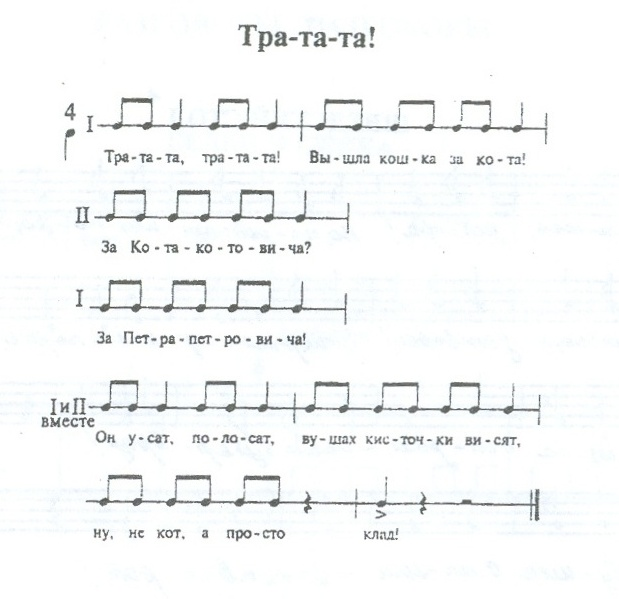 Тра-та-та!
4
I
Тра-та-та, тра-та-та! Вы-шла кош-ка за ко-та!
II
За Ко-та-ко-то-ви-ча?
I
За Пет-ра-пет-ро-ви-ча!
I и II
вместе
Он у-сат, по-ло-сат, ву-шах кис-точ-ки ви-сят,
ну, не кот, а про-сто клад!